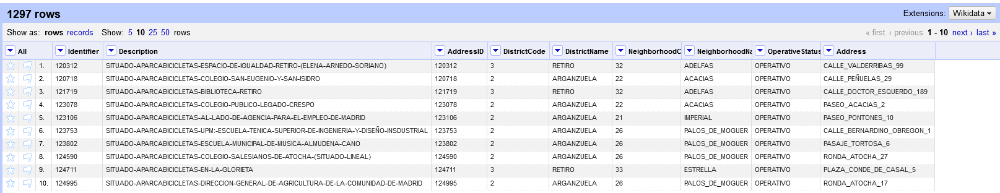 1297 rows Extensions: Wikidata
Show as: rows records Show: 5 10 25 50 rows « first ‹ previous 1 - 10 next › last »
All Identifier Description AddressID DistrictCode DistrictName NeighborhoodC NeighborhoodNa OperativeStatus Address
1. 120312 SITUADO-APARCABICICLETAS-ESPACIO-DE-IGUALDAD-RETIRO-(ELENA-ARNEDO-SORIANO) 120312 3 RETIRO 32 ADELFAS OPERATIVO CALLE_VALDERRIBAS_99
2. 120718 SITUADO-APARCABICICLETAS-COLEGIO-SAN-EUGENIO-Y-SAN-ISIDRO 120718 2 ARGANZUELA 22 ACACIAS OPERATIVO CALLE_PEÑUELAS_29
3. 121719 SITUADO-APARCABICICLETAS-BIBLIOTECA-RETIRO 121719 3 RETIRO 32 ADELFAS OPERATIVO CALLE_DOCTOR_ESQUERDO_189
4. 123078 SITUADO-APARCABICICLETAS-COLEGIO-PUBLICO-LEGADO-CRESPO 123078 2 ARGANZUELA 22 ACACIAS OPERATIVO PASEO_ACACIAS_2
5. 123106 SITUADO-APARCABICICLETAS-AL-LADO-DE-AGENCIA-PARA-EL-EMPLEO-DE-MADRID 123106 2 ARGANZUELA 21 IMPERIAL OPERATIVO PASEO_PONTONES_10
6. 123753 SITUADO-APARCABICICLETAS-UPM:-ESCUELA-TENICA-SUPERIOR-DE-INGENIERIA-Y-DISEÑO-INSDUSTRIAL 123753 2 ARGANZUELA 26 PALOS_DE_MOGUER OPERATIVO CALLE_BERNARDINO_OBREGON_1
7. 123802 SITUADO-APARCABICICLETAS-ESCUELA-MUNICIPAL-DE-MUSICA-ALMUDENA-CANO 123802 2 ARGANZUELA 26 PALOS_DE_MOGUER OPERATIVO PASAJE_TORTOSA_6
8. 124590 SITUADO-APARCABICICLETAS-COLEGIO-SALESIANOS-DE-ATOCHA-(SITUADO-LINEAL) 124590 2 ARGANZUELA 26 PALOS_DE_MOGUER OPERATIVO RONDA_ATOCHA_27
9. 124711 SITUADO-APARCABICICLETAS-EN-LA-GLORIETA 124711 3 RETIRO 33 ESTRELLA OPERATIVO PLAZA_CONDE_DE_CASAL_5
10. 124995 SITUADO-APARCABICICLETAS-DIRECCION-GENERAL-DE-AGRICULTURA-DE-LA-COMUNIDAD-DE-MADRID 124995 2 ARGANZUELA 26 PALOS_DE_MOGUER OPERATIVO RONDA_ATOCHA_17